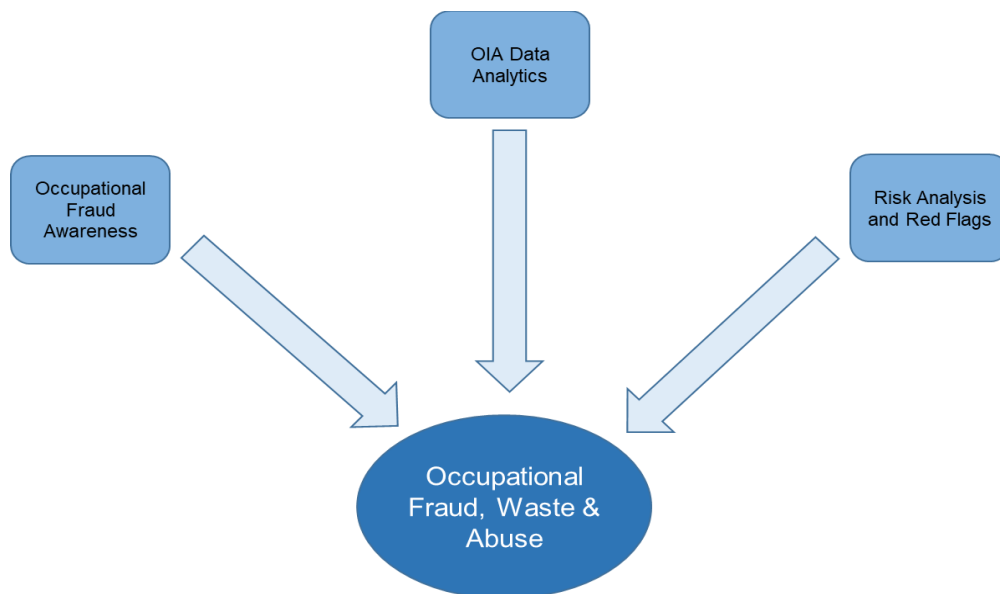 OIA Data
Analytics
Occupational
Fraud
Awareness
Risk Analysis
and Red Flags
Occupational
Fraud, Waste &
Abuse